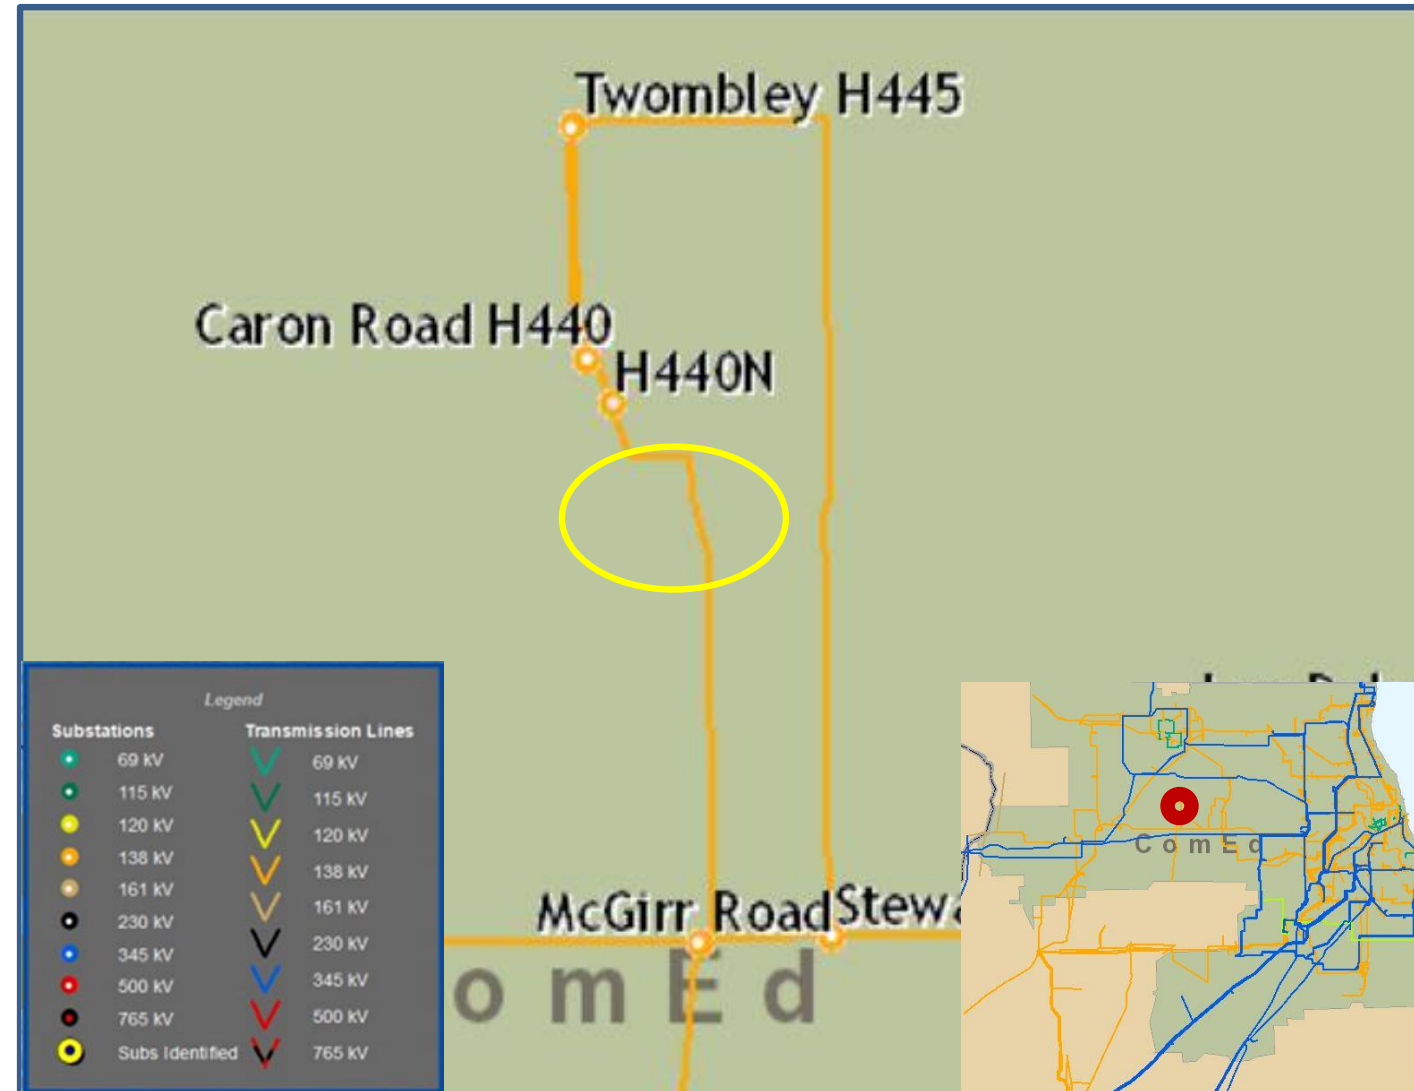 Twombley H445
Caron Road H440
H440N
McGirr Road
Stewa
omEd
Legend
Substations
69 kV
115 kV
120 kV
138 kV
161 kV
230 kV
345 kV
500 kV
765 kV
Subs Identified
Transmission Lines
69 kV
115 kV
120 kV
138 kV
161 kV
230 kV
345 kV
500 kV
765 kV
ComEd